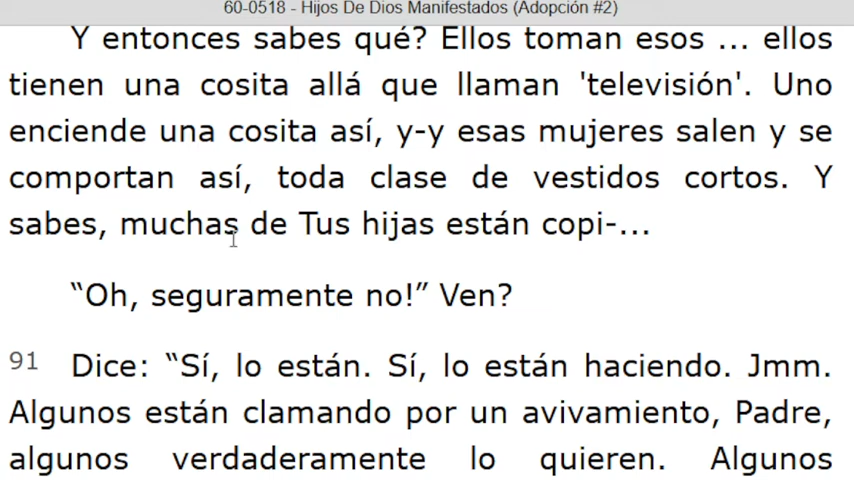 60-0518 - Hijos De Dios Manifestados (Adopción #2)
Y entonces sabes qué? Ellos toman esos ... ellos
tienen una cosita allá que llaman 'televisión'. Uno
enciende una cosita así, y-y esas mujeres salen y se
comportan así, toda clase de vestidos cortos. Y
sabes, muchas de Tus hijas están copi-...
“Oh, seguramente no!” Ven?
91 Dice: “Sí, lo están. Sí, lo están haciendo. Jmm.
Algunos están clamando por un avivamiento, Padre,
algunos verdaderamente lo quieren. Algunos